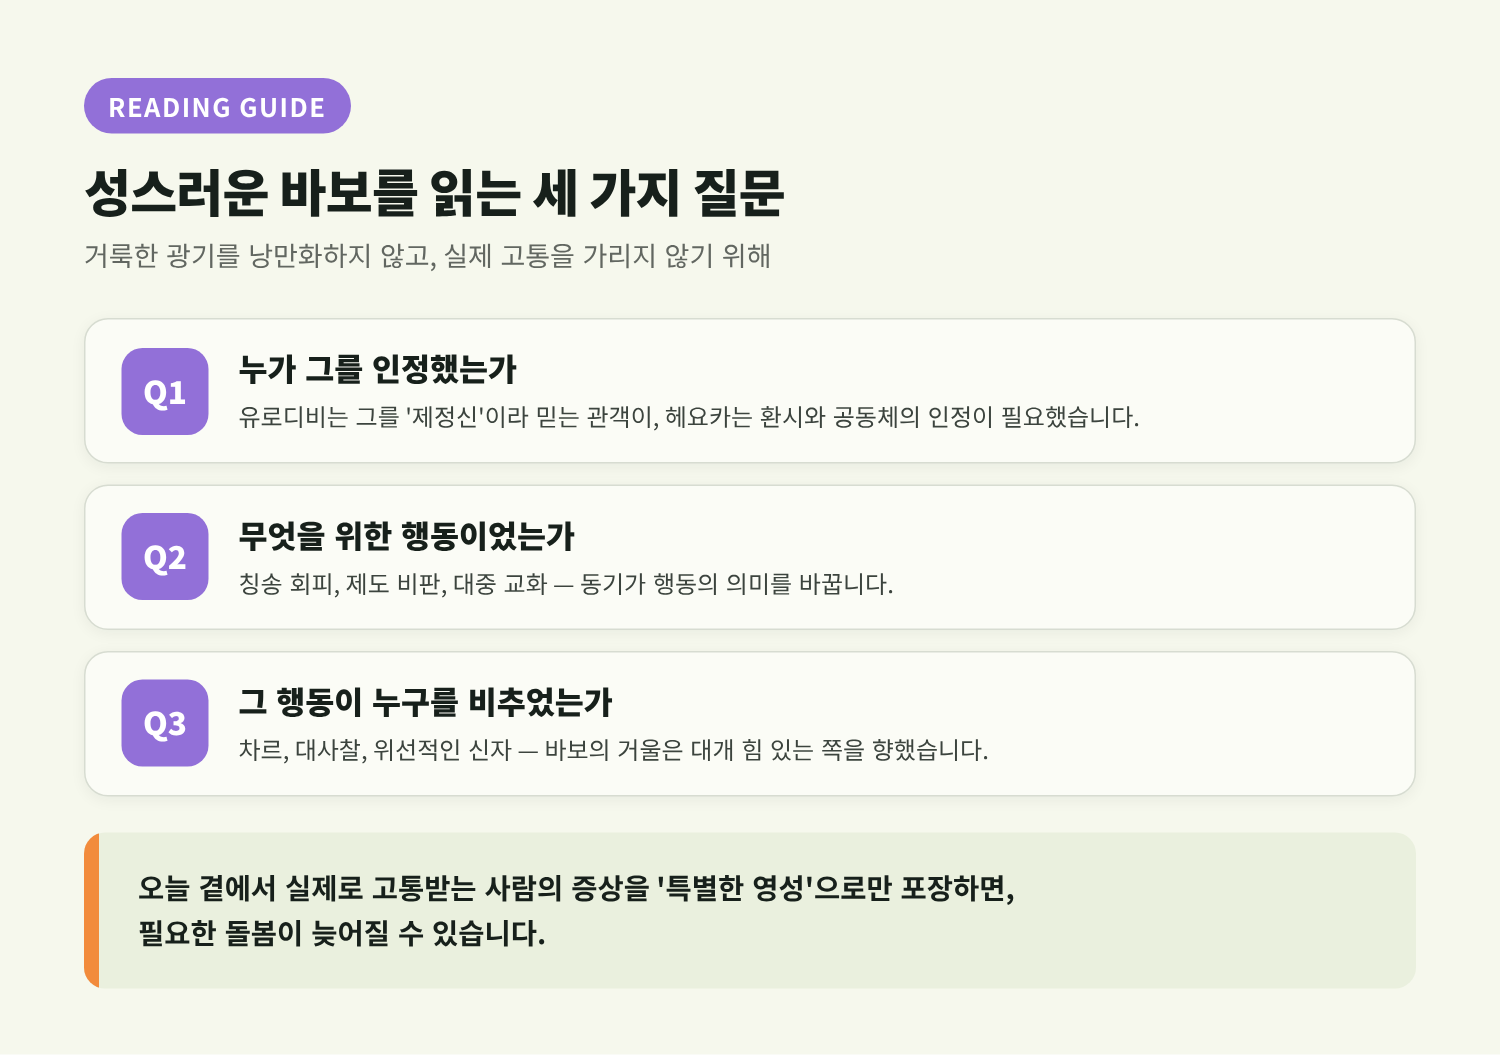 READING GUIDE
성스러운 바보를 읽는 세 가지 질문
거룩한 광기를 낭만화하지 않고, 실제 고통을 가리지 않기 위해
Q1
누가 그를 인정했는가
유로디비는 그를 '제정신'이라 믿는 관객이, 헤요카는 환시와 공동체의 인정이 필요했습니다.
Q2
무엇을 위한 행동이었는가
칭송 회피, 제도 비판, 대중 교화 — 동기가 행동의 의미를 바꿉니다.
Q3
그 행동이 누구를 비추었는가
차르, 대사찰, 위선적인 신자 — 바보의 거울은 대개 힘 있는 쪽을 향했습니다.
오늘 곁에서 실제로 고통받는 사람의 증상을 '특별한 영성'으로만 포장하면,
필요한 돌봄이 늦어질 수 있습니다.